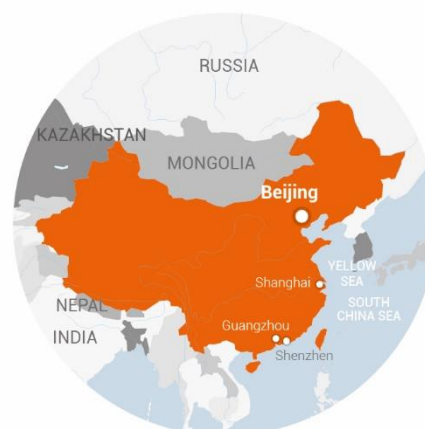 RUSSIA
KAZAKHSTAN
MONGOLIA
Beijing
Shanghai
YELLOW
SEA
NEPAL
SOUTH
CHINA SEA
INDIA
Guangzhou
Shenzhen